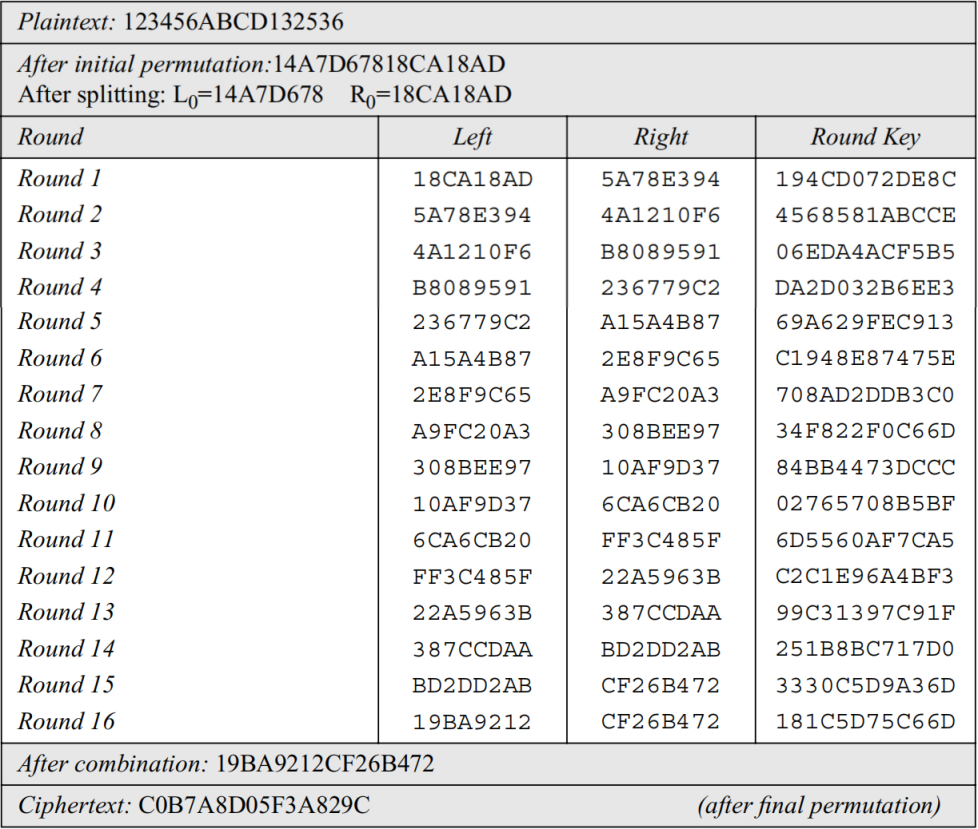 Plaintext: 123456ABCD132536
After initial permutation:14A7D67818CA18AD
After splitting: L0=14A7D678 R0=18CA18AD
Round Left Right Round Key
Round 1 18CA18AD 5A78E394 194CD072DE8C
Round 2 5A78E394 4A1210F6 4568581ABCCE
Round 3 4A1210F6 B8089591 06EDA4ACF5B5
Round 4 B8089591 236779C2 DA2D032B6EE3
Round 5 236779C2 A15A4B87 69A629FEC913
Round 6 A15A4B87 2E8F9C65 C1948E87475E
Round 7 2E8F9C65 A9FC20A3 708AD2DDB3C0
Round 8 A9FC20A3 308BEE97 34F822F0C66D
Round 9 308BEE97 10AF9D37 84BB4473DCCC
Round 10 10AF9D37 6CA6CB20 02765708B5BF
Round 11 6CA6CB20 FF3C485F 6D5560AF7CA5
Round 12 FF3C485F 22A5963B C2C1E96A4BF3
Round 13 22A5963B 387CCDAA 99C31397C91F
Round 14 387CCDAA BD2DD2AB 251B8BC717D0
Round 15 BD2DD2AB CF26B472 3330C5D9A36D
Round 16 19BA9212 CF26B472 181C5D75C66D
After combination: 19BA9212CF26B472
Ciphertext: C0B7A8D05F3A829C (after final permutation)